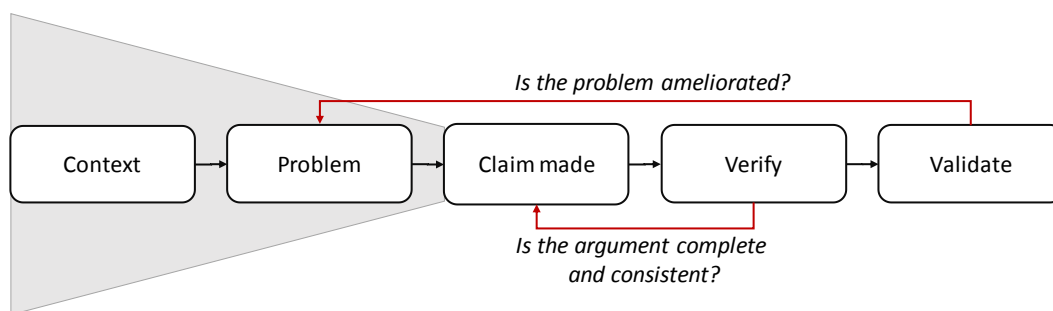 Is the problem ameliorated?
Context
Problem
Claim made
Verify
Validate
Is the argument complete
and consistent?